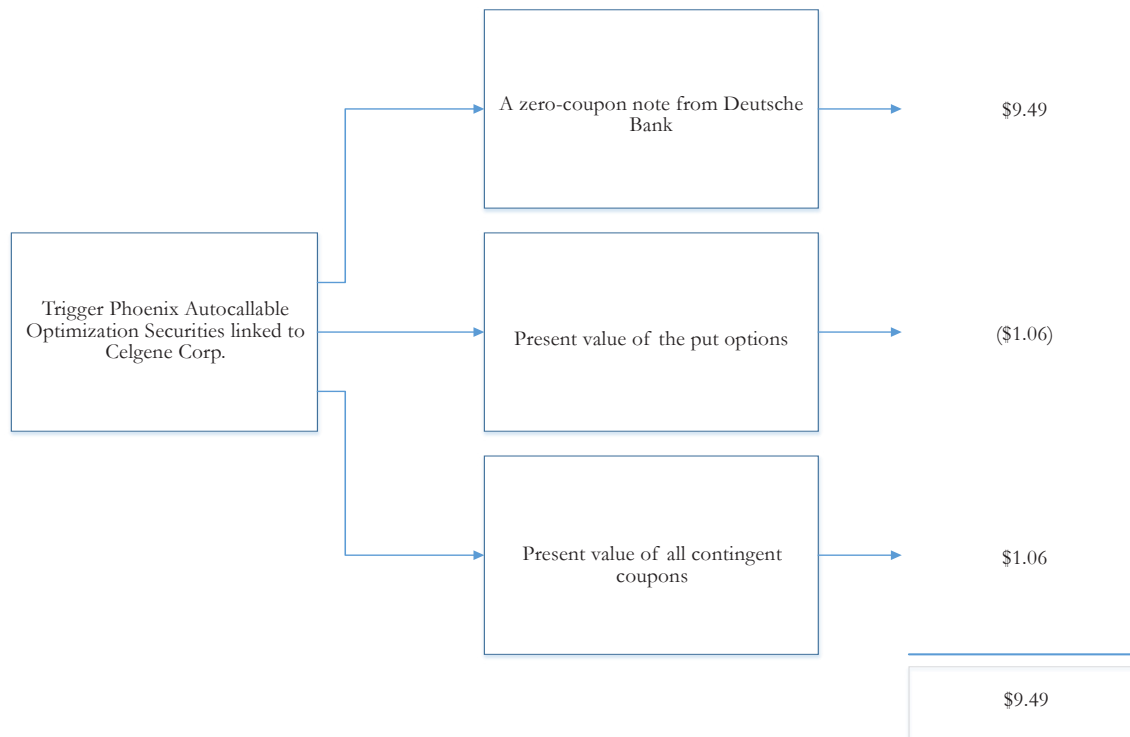 A zero-coupon note from Deutsche
Bank
$9.49
Trigger Phoenix Autocallable
Optimization Securities linked to
Celgene Corp.
Present value of the put options
($1.06)
Present value of all contingent
coupons
$1.06
$9.49